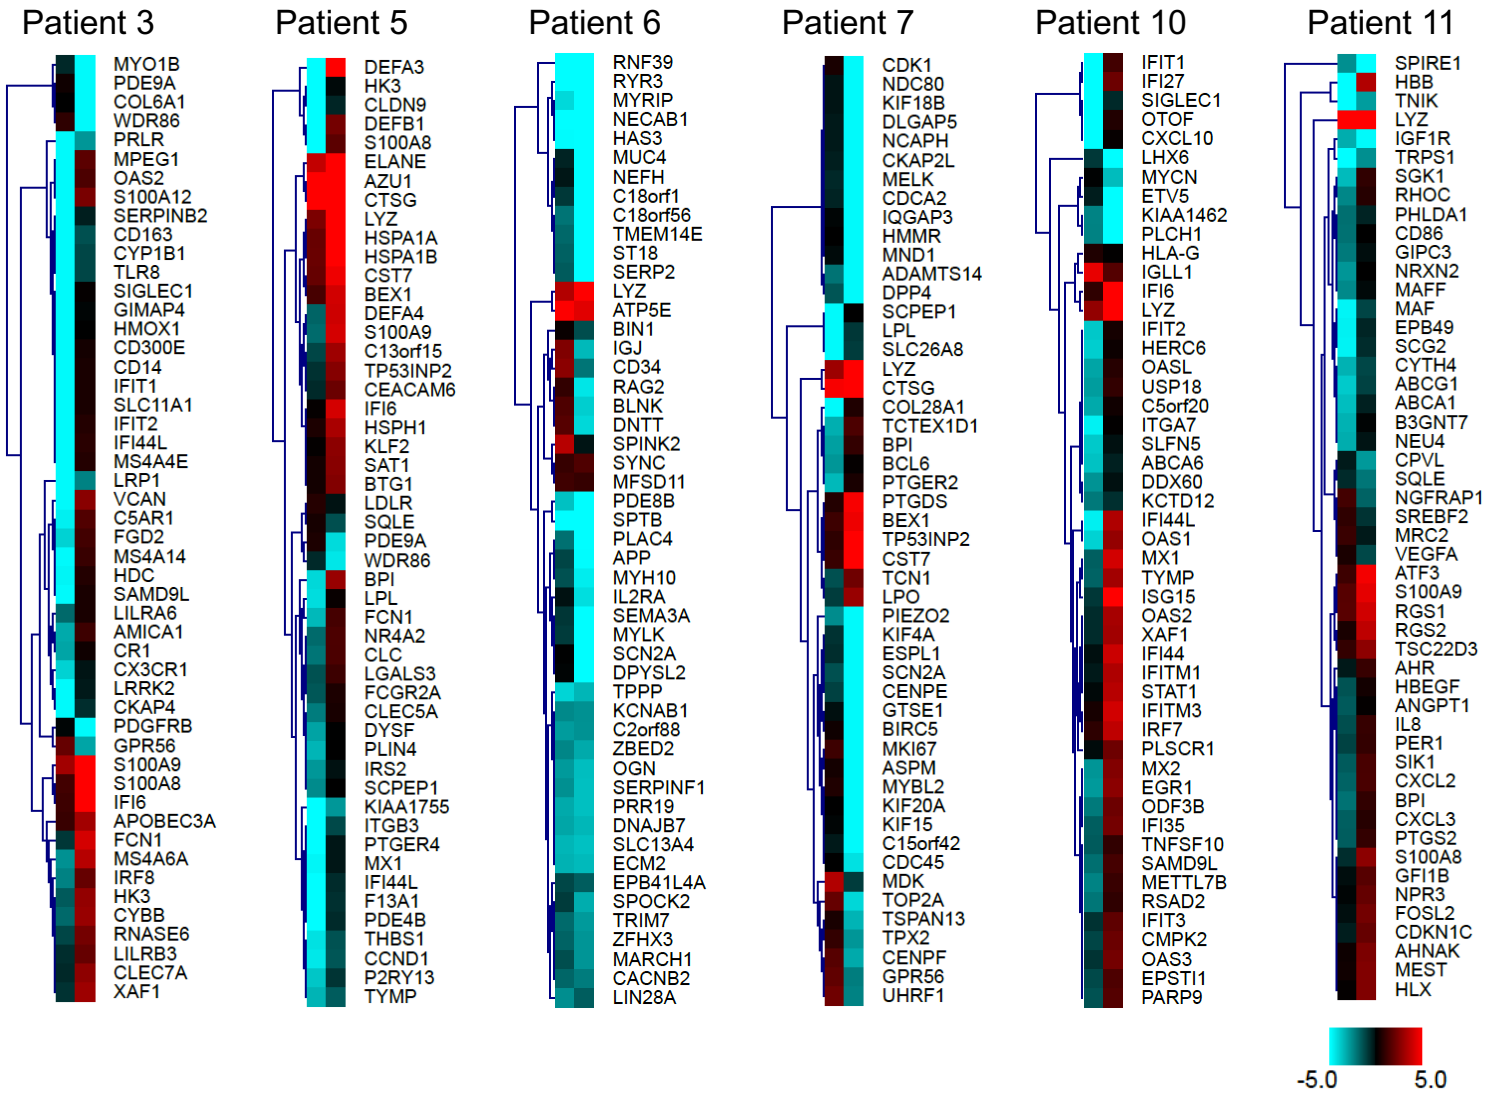 Patient 3
MYO1B
PDE9A
COL6A1
WDR86
PRLR
MPEG1
OAS2
S100A12
SERPINB2
CD163
CYP1B1
TLR8
SIGLEC1
GIMAP4
HMOX1
CD300E
CD14
IFIT1
SLC11A1
IFIT2
IFI44L
MS4A4E
LRP1
VCAN
C5AR1
FGD2
MS4A14
HDC
SAMD9L
LILRA6
AMICA1
CR1
CX3CR1
LRRK2
CKAP4
PDGFRB
GPR56
S100A9
S100A8
IFI6
APOBEC3A
FCN1
MS4A6A
IRF8
HK3
CYBB
RNASE6
LILRB3
CLEC7A
XAF1
Patient 5
DEFA3
HK3
CLDN9
DEFB1
S100A8
ELANE
AZU1
CTSG
LYZ
HSPA1A
HSPA1B
CST7
BEX1
DEFA4
S100A9
C13orf15
TP53INP2
CEACAM6
IFI6
HSPH1
KLF2
SAT1
BTG1
LDLR
SQLE
PDE9A
WDR86
BPI
LPL
FCN1
NR4A2
CLC
LGALS3
FCGR2A
CLEC5A
DYSF
PLIN4
IRS2
SCPEP1
KIAA1755
ITGB3
PTGER4
MX1
IFI44L
F13A1
PDE4B
THBS1
CCND1
P2RY13
TYMP
Patient 6
RNF39
RYR3
MYRIP
NECAB1
HAS3
MUC4
NEFH
C18orf1
C18orf56
TMEM14E
ST18
SERP2
LYZ
ATP5E
BIN1
IGJ
CD34
RAG2
BLNK
DNTT
SPINK2
SYNC
MFSD11
PDE8B
SPTB
PLAC4
APP
MYH10
IL2RA
SEMA3A
MYLK
SCN2A
DPYSL2
TPPP
KCNAB1
C2orf88
ZBED2
OGN
SERPINF1
PRR19
DNAJB7
SLC13A4
ECM2
EPB41L4A
SPOCK2
TRIM7
ZFHX3
MARCH1
CACNB2
LIN28A
Patient 7
CDK1
NDC80
KIF18B
DLGAP5
NCAPH
CKAP2L
MELK
CDCA2
IQGAP3
HMMR
MND1
ADAMTS14
DPP4
SCPEP1
LPL
SLC26A8
LYZ
CTSG
COL28A1
TCTEX1D1
BPI
BCL6
PTGER2
PTGDS
BEX1
TP53INP2
CST7
TCN1
LPO
PIEZO2
KIF4A
ESPL1
SCN2A
CENPE
GTSE1
BIRC5
MKI67
ASPM
MYBL2
KIF20A
KIF15
C15orf42
CDC45
MDK
TOP2A
TSPAN13
TPX2
CENPF
GPR56
UHRF1
Patient 10
IFIT1
IFI27
SIGLEC1
OTOF
CXCL10
LHX6
MYCN
ETV5
KIAA1462
PLCH1
HLA-G
IGLL1
IFI6
LYZ
IFIT2
HERC6
OASL
USP18
C5orf20
ITGA7
SLFN5
ABCA6
DDX60
KCTD12
IFI44L
OAS1
MX1
TYMP
ISG15
OAS2
XAF1
IFI44
IFITM1
STAT1
IFITM3
IRF7
PLSCR1
MX2
EGR1
ODF3B
IFI35
TNFSF10
SAMD9L
METTL7B
RSAD2
IFIT3
CMPK2
OAS3
EPSTI1
PARP9
Patient 11
SPIRE1
HBB
TNIK
LYZ
IGF1R
TRPS1
SGK1
RHOC
PHLDA1
CD86
GIPC3
NRXN2
MAFF
MAF
EPB49
SCG2
CYTH4
ABCG1
ABCA1
B3GNT7
NEU4
CPVL
SQLE
NGFRAP1
SREBF2
MRC2
VEGFA
ATF3
S100A9
RGS1
RGS2
TSC22D3
AHR
HBEGF
ANGPT1
IL8
PER1
SIK1
CXCL2
BPI
CXCL3
PTGS2
S100A8
GFI1B
NPR3
FOSL2
CDKN1C
AHNAK
MEST
HLX
-5.0 5.0